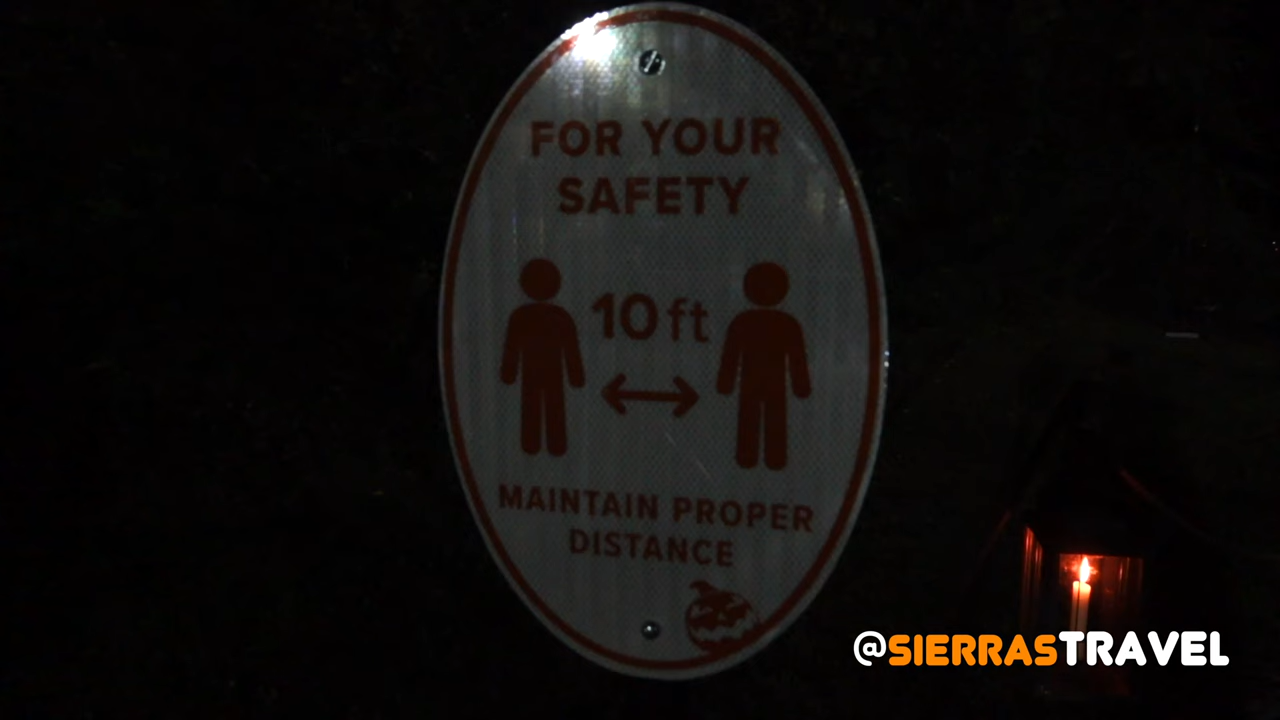 FOR YOUR
SAFETY
10 ft
MAINTAIN PROPER
DISTANCE
@SIERRASTRAVEL